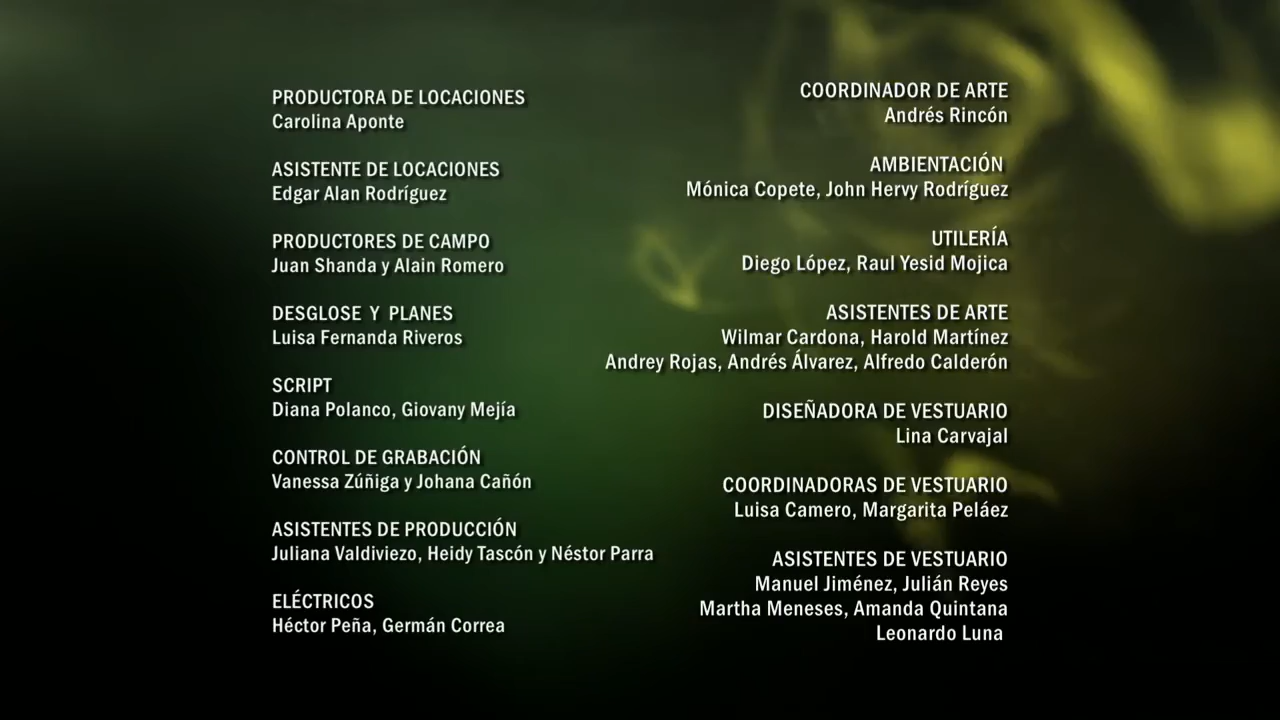 PRODUCTORA DE LOCACIONES
Carolina Aponte
ASISTENTE DE LOCACIONES
Edgar Alan Rodríguez
PRODUCTORES DE CAMPO
Juan Shanda y Alain Romero
DESGLOSE Y PLANES
Luisa Fernanda Riveros
SCRIPT
Diana Polanco, Giovany Mejía
CONTROL DE GRABACIÓN
Vanessa Zúñiga y Johana Cañón
ASISTENTES DE PRODUCCIÓN
Juliana Valdiviezo, Heidy Tascón y Néstor Parra
ELÉCTRICOS
Héctor Peña, Germán Correa
COORDINADOR DE ARTE
Andrés Rincón
AMBIENTACIÓN
Mónica Copete, John Hervy Rodríguez
UTILERÍA
Diego López, Raul Yesid Mojica
ASISTENTES DE ARTE
Wilmar Cardona, Harold Martínez
Andrey Rojas, Andrés Álvarez, Alfredo Calderón
DISEÑADORA DE VESTUARIO
Lina Carvajal
COORDINADORAS DE VESTUARIO
Luisa Camero, Margarita Peláez
ASISTENTES DE VESTUARIO
Manuel Jiménez, Julián Reyes
Martha Meneses, Amanda Quintana
Leonardo Luna